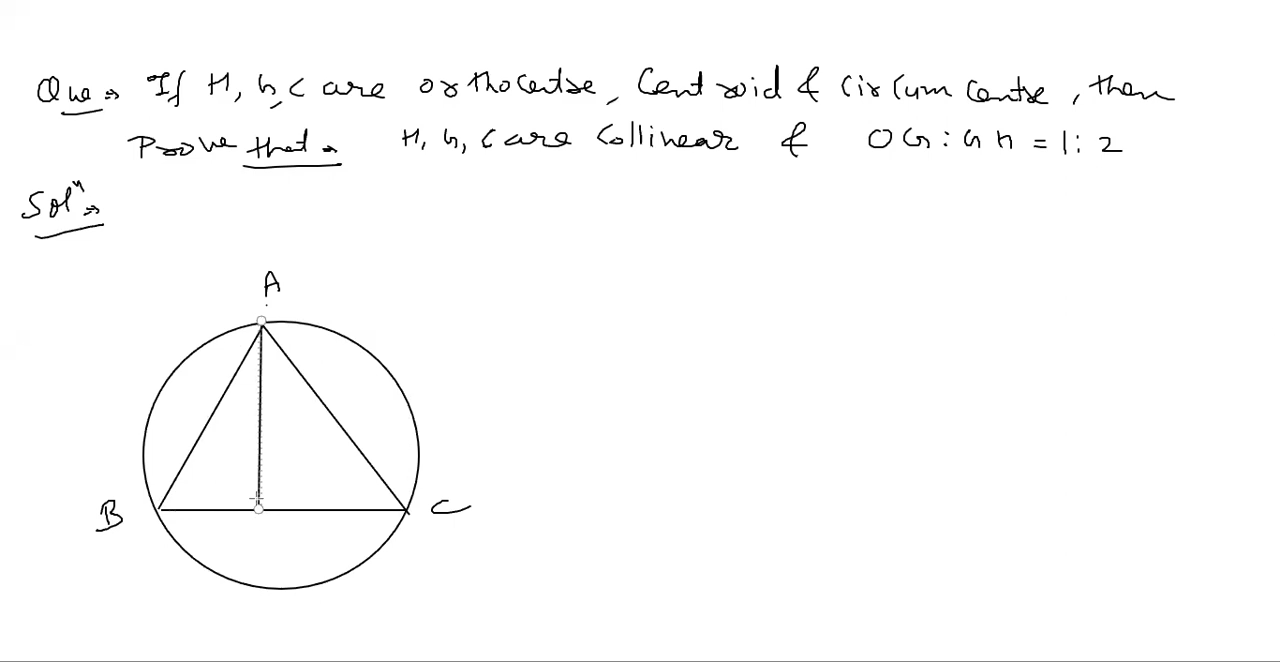 Que⇒ If H, G, C are orthocentre, Centroid & Circumcentre, then
Prove that⇒ H, G, C are Collinear & OG:GH = 1:2
Solⁿ⇒
A
B C